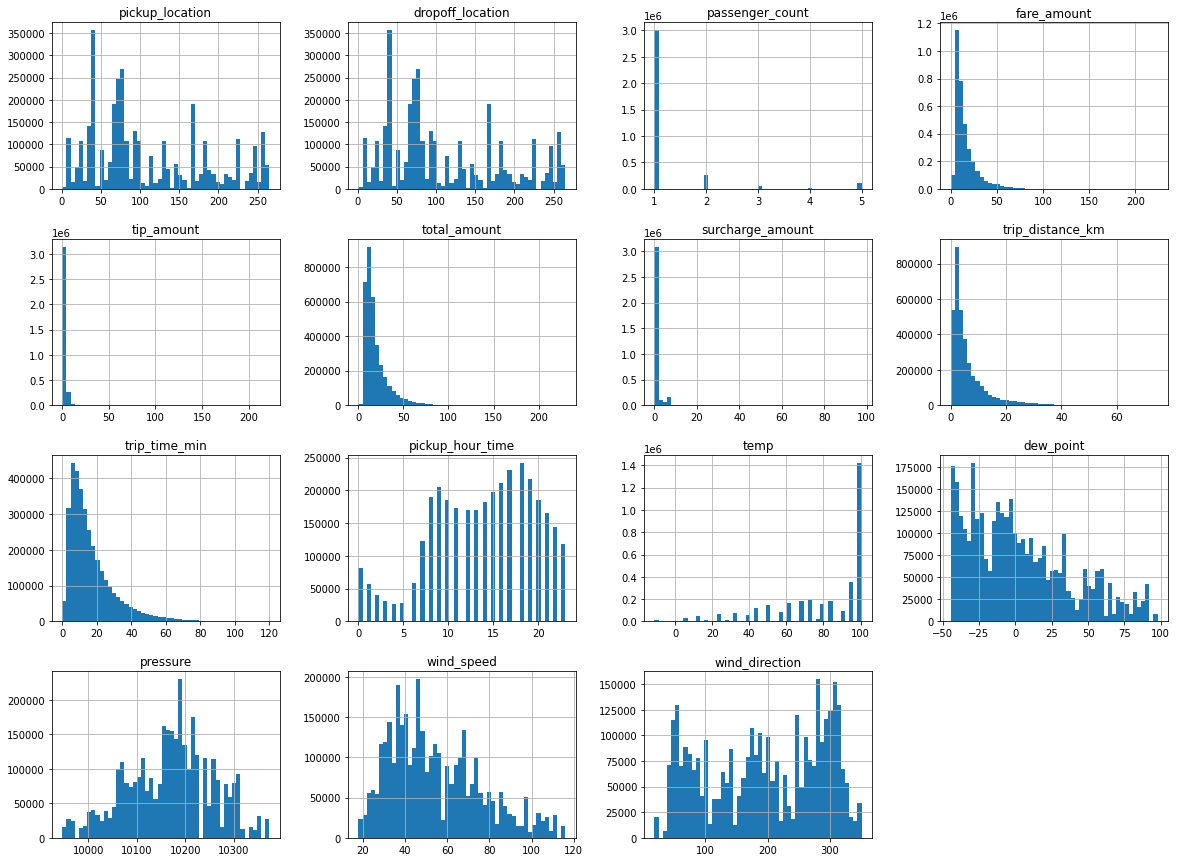 pickup_location
350000
300000
250000
200000
150000
100000
50000
0
0 50 100 150 200 250
dropoff_location
350000
300000
250000
200000
150000
100000
50000
0
0 50 100 150 200 250
passenger_count
1e6
3.0
2.5
2.0
1.5
1.0
0.5
0.0
1 2 3 4 5
fare_amount
1e6
1.2
1.0
0.8
0.6
0.4
0.2
0.0
0 50 100 150 200
tip_amount
1e6
3.0
2.5
2.0
1.5
1.0
0.5
0.0
0 50 100 150 200
total_amount
800000
600000
400000
200000
0
0 50 100 150 200
surcharge_amount
1e6
3.0
2.5
2.0
1.5
1.0
0.5
0.0
0 20 40 60 80 100
trip_distance_km
800000
600000
400000
200000
0
0 20 40 60
trip_time_min
400000
300000
200000
100000
0
0 20 40 60 80 100 120
pickup_hour_time
250000
200000
150000
100000
50000
0
0 5 10 15 20
temp
1e6
1.4
1.2
1.0
0.8
0.6
0.4
0.2
0.0
0 20 40 60 80 100
dew_point
175000
150000
125000
100000
75000
50000
25000
0
−50 −25 0 25 50 75 100
pressure
200000
150000
100000
50000
0
10000 10100 10200 10300
wind_speed
200000
150000
100000
50000
0
20 40 60 80 100 120
wind_direction
150000
125000
100000
75000
50000
25000
0
100 200 300